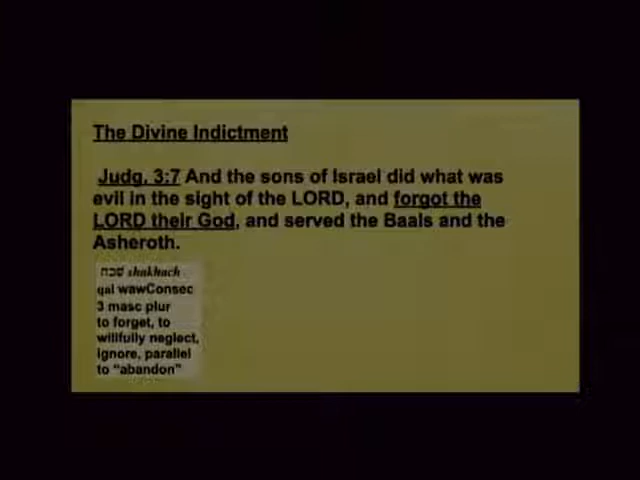 The Divine Indictment
Judg. 3:7 And the sons of Israel did what was
evil in the sight of the LORD, and forgot the
LORD their God, and served the Baals and the
Asheroth.
שכח shakhach
qal wawConsec
3 masc plur
to forget, to
willfully neglect,
ignore, parallel
to “abandon”